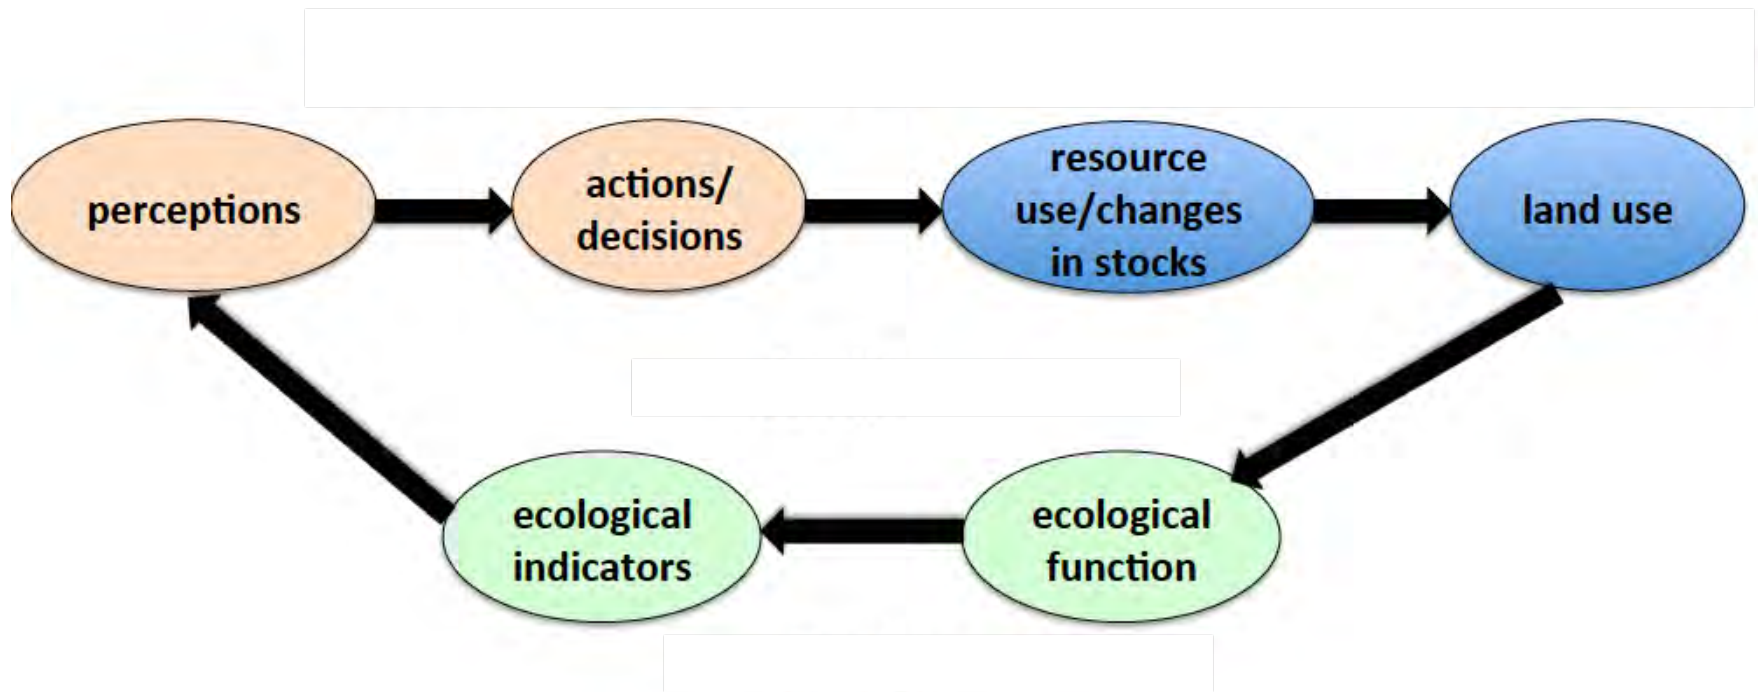 perceptions
actions/
decisions
resource
use/changes
in stocks
land use
ecological
indicators
ecological
function